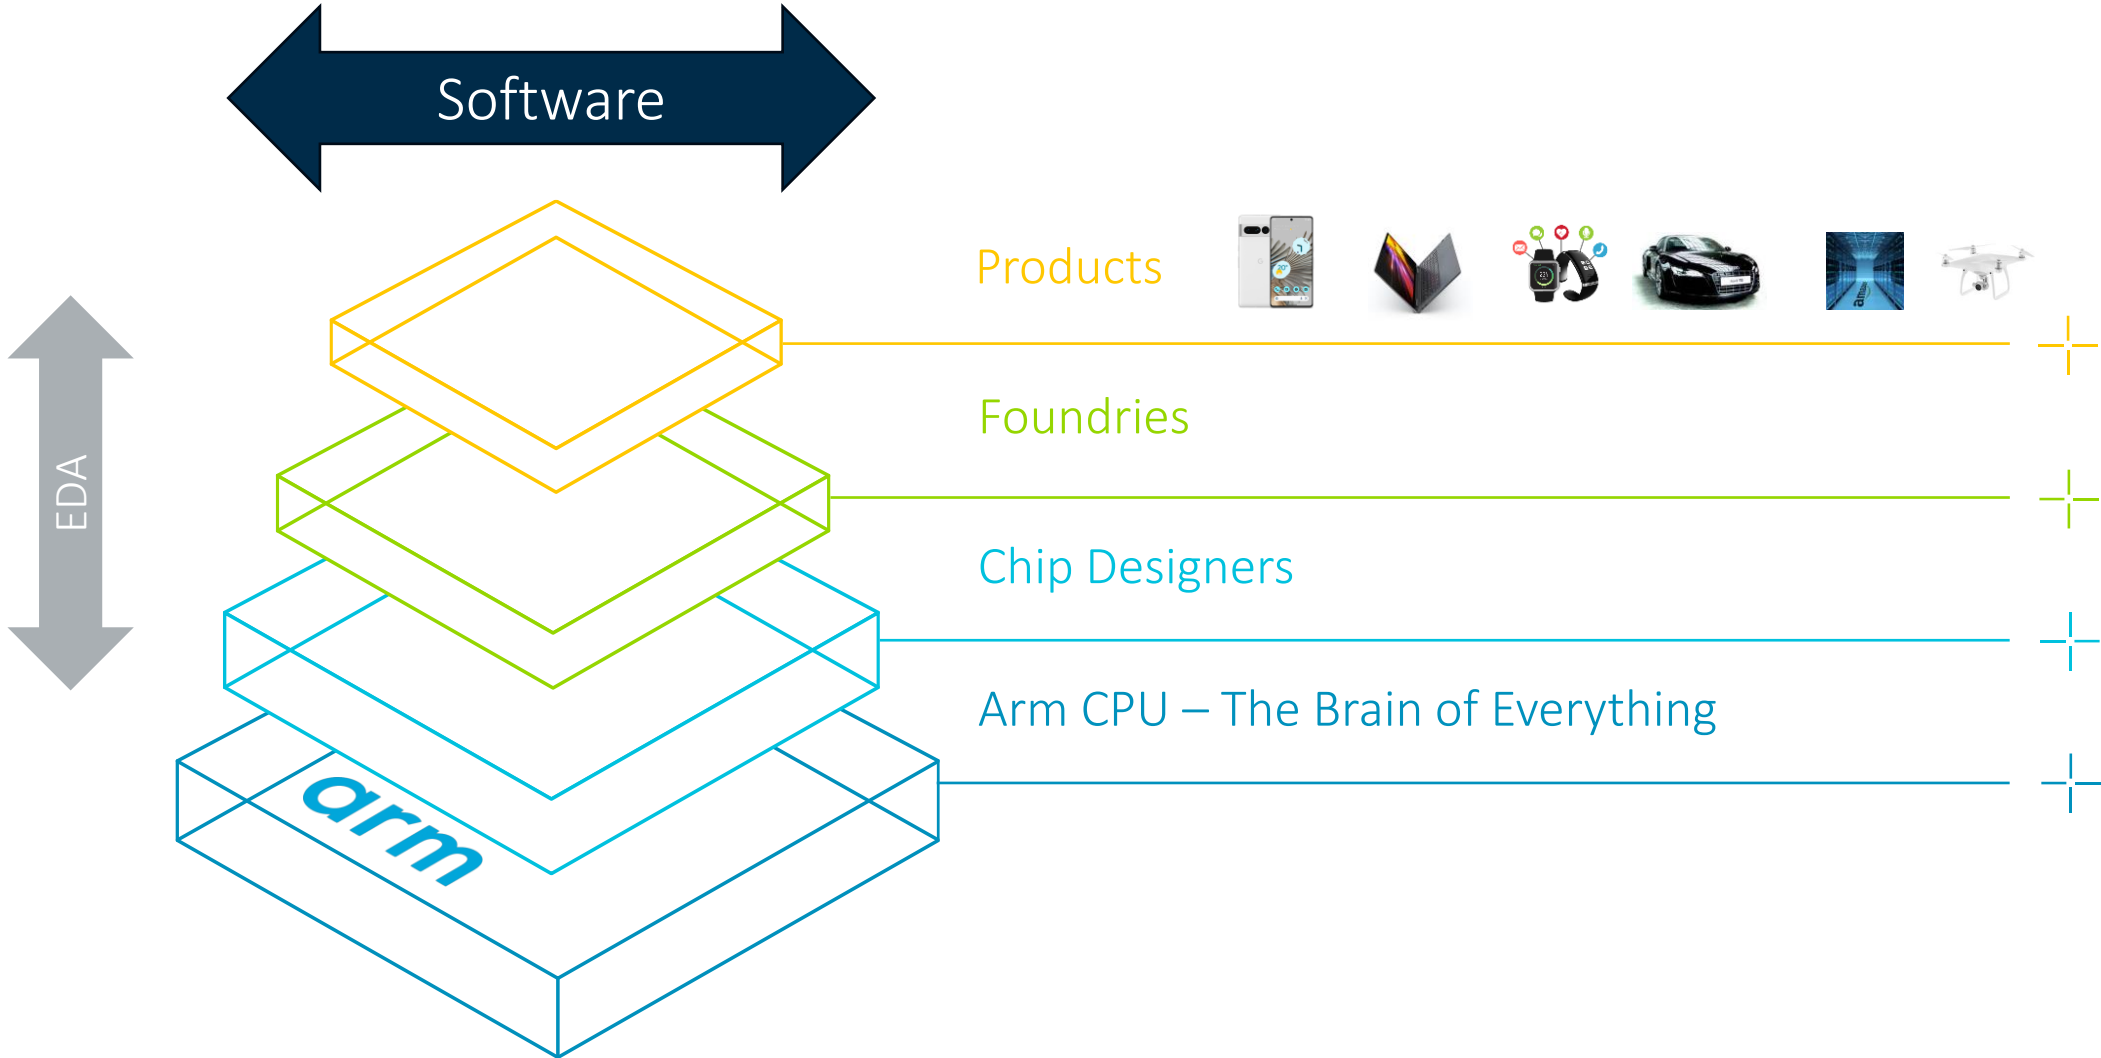 Software
Products
Foundries
EDA
Chip Designers
Arm CPU – The Brain of Everything
arm